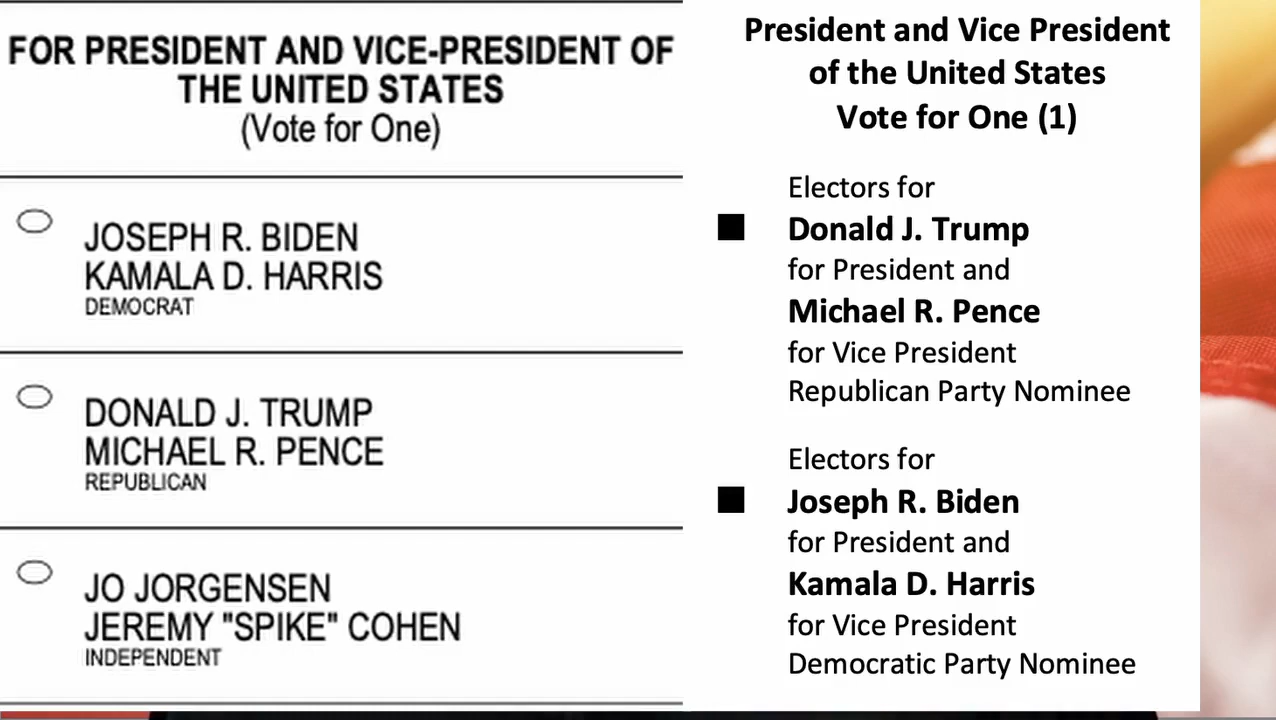 FOR PRESIDENT AND VICE-PRESIDENT OF
THE UNITED STATES
(Vote for One)
JOSEPH R. BIDEN
KAMALA D. HARRIS
DEMOCRAT
DONALD J. TRUMP
MICHAEL R. PENCE
REPUBLICAN
JO JORGENSEN
JEREMY "SPIKE" COHEN
INDEPENDENT
President and Vice President
of the United States
Vote for One (1)
Electors for
Donald J. Trump
for President and
Michael R. Pence
for Vice President
Republican Party Nominee
Electors for
Joseph R. Biden
for President and
Kamala D. Harris
for Vice President
Democratic Party Nominee